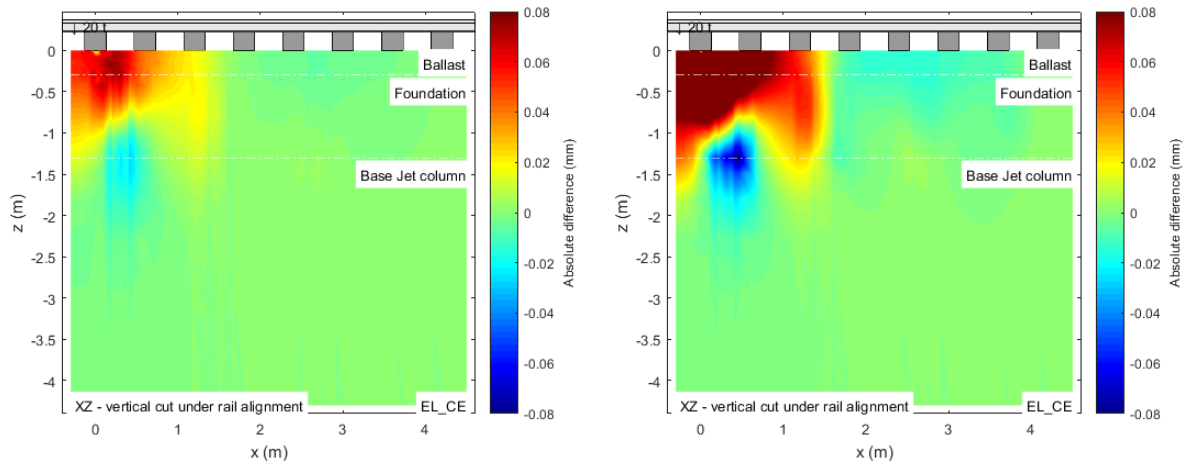 ↓ 20 t
0
-0.5
-1
-1.5
-2
-2.5
-3
-3.5
-4
z (m)
Ballast
Foundation
Base Jet column
XZ - vertical cut under rail alignment
EL_CE
0
1
2
3
4
x (m)
0.08
0.06
0.04
0.02
0
-0.02
-0.04
-0.06
-0.08
Absolute difference (mm)
↓ 20 t
0
-0.5
-1
-1.5
-2
-2.5
-3
-3.5
-4
z (m)
Ballast
Foundation
Base Jet column
XZ - vertical cut under rail alignment
EL_CE
0
1
2
3
4
x (m)
0.08
0.06
0.04
0.02
0
-0.02
-0.04
-0.06
-0.08
Absolute difference (mm)